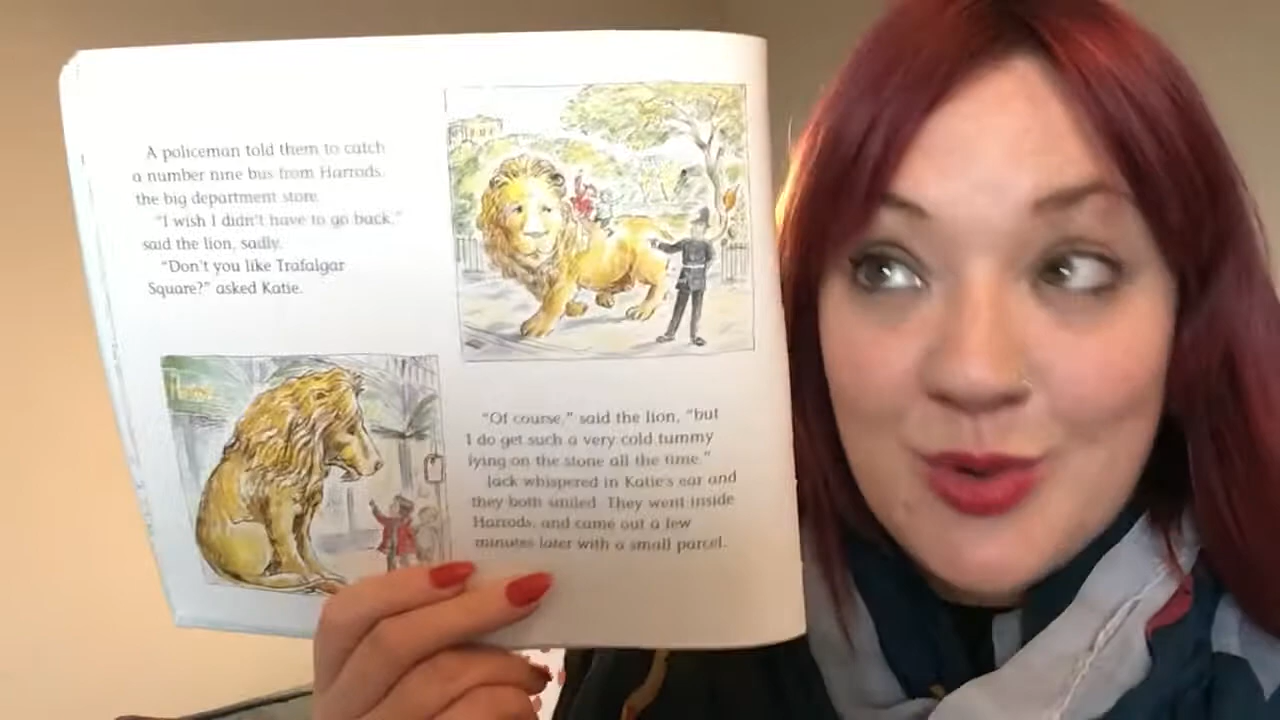 A policeman told them to catch
a number nine bus from Harrods,
the big department store.
"I wish I didn't have to go back,"
said the lion, sadly.
"Don't you like Trafalgar
Square?" asked Katie.
"Of course," said the lion, "but
I do get such a very cold tummy
lying on the stone all the time."
Jack whispered in Katie's ear and
they both smiled. They went inside
Harrods, and came out a few
minutes later with a small parcel.